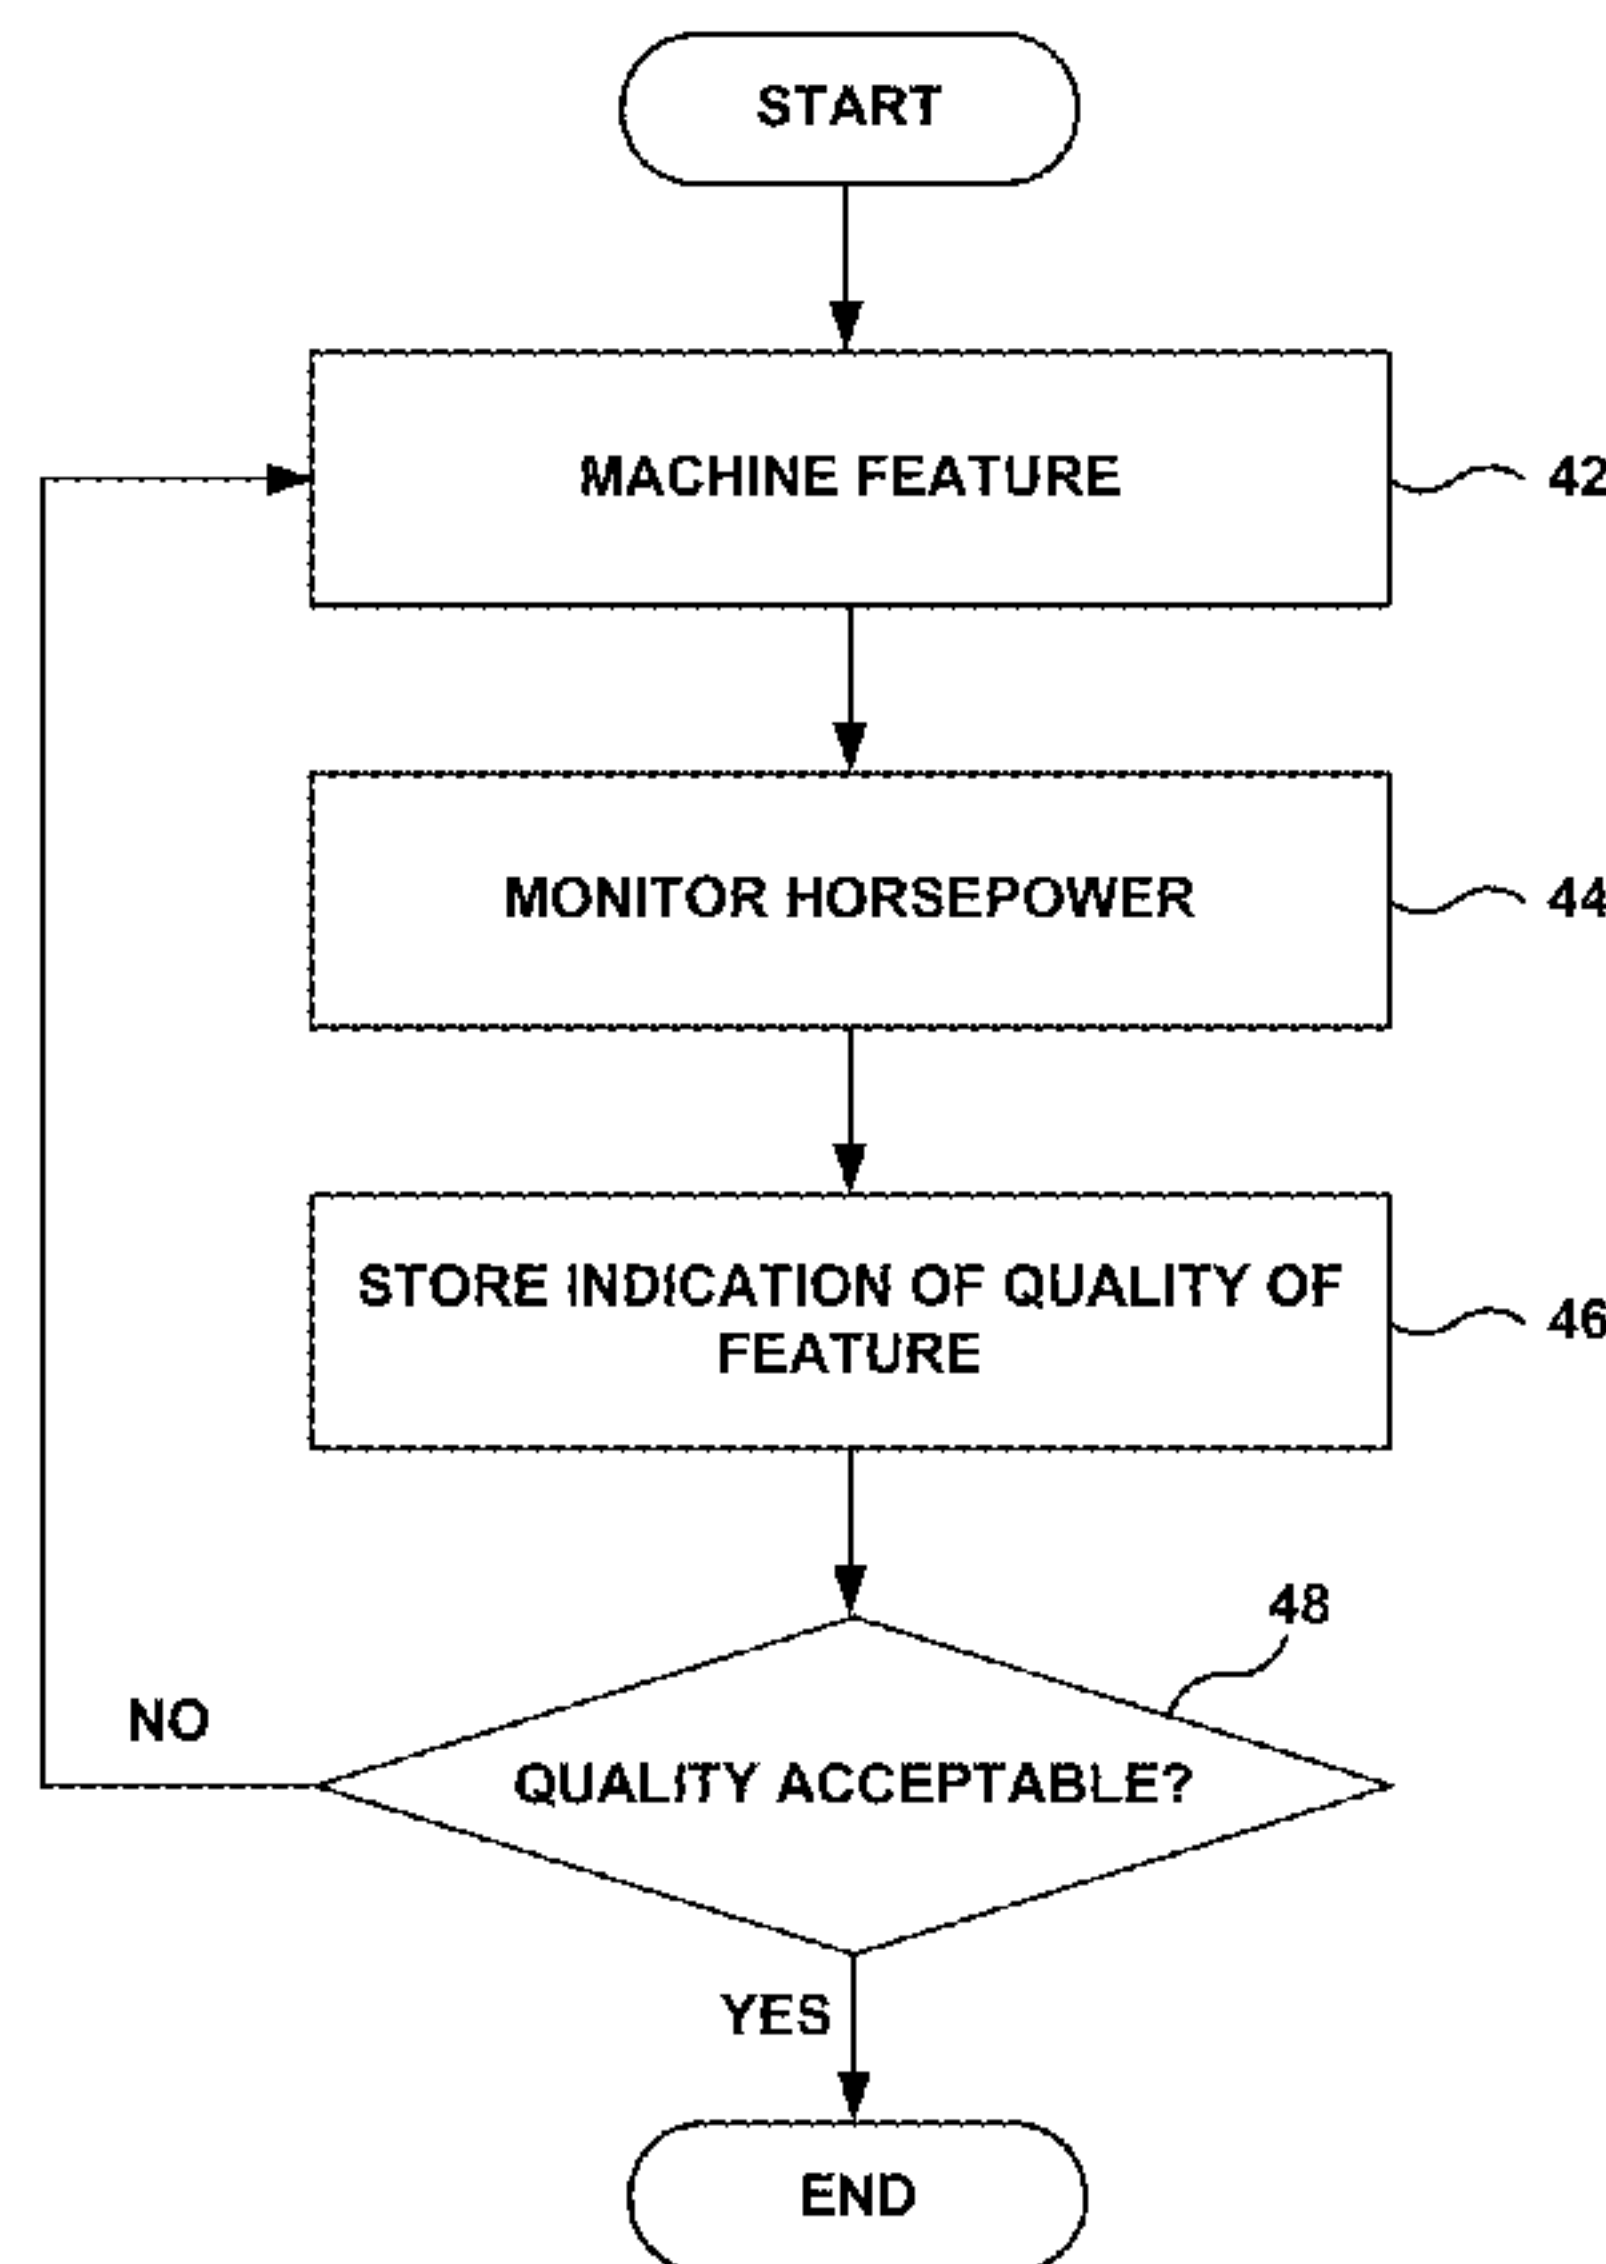 START
MACHINE FEATURE
42
MONITOR HORSEPOWER
44
STORE INDICATION OF QUALITY OF
FEATURE
46
48
NO
QUALITY ACCEPTABLE?
YES
END